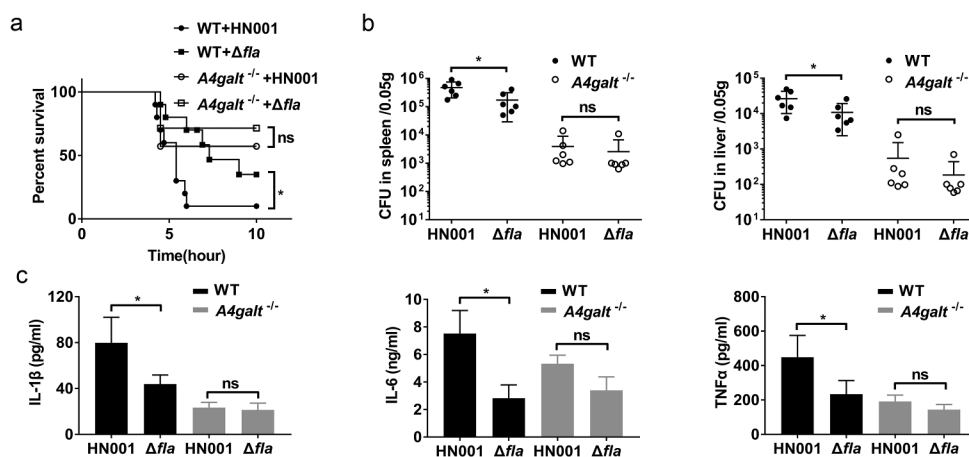 a
WT+HN001
WT+Δfla
A4galt -/- +HN001
A4galt -/- +Δfla
Percent survival
100
50
0
0
5
10
Time(hour)
ns
*
b
WT
A4galt -/-
CFU in spleen /0.05g
10⁶
10⁵
10⁴
10³
10²
10¹
*
ns
HN001 Δfla HN001 Δfla
WT
A4galt -/-
CFU in liver /0.05g
10⁵
10⁴
10³
10²
10¹
*
ns
HN001 Δfla HN001 Δfla
c
WT
A4galt -/-
IL-1β (pg/ml)
120
80
40
0
*
ns
HN001 Δfla HN001 Δfla
WT
A4galt -/-
IL-6 (ng/ml)
10
8
6
4
2
0
*
ns
HN001 Δfla HN001 Δfla
WT
A4galt -/-
TNFα (pg/ml)
800
600
400
200
0
*
ns
HN001 Δfla HN001 Δfla